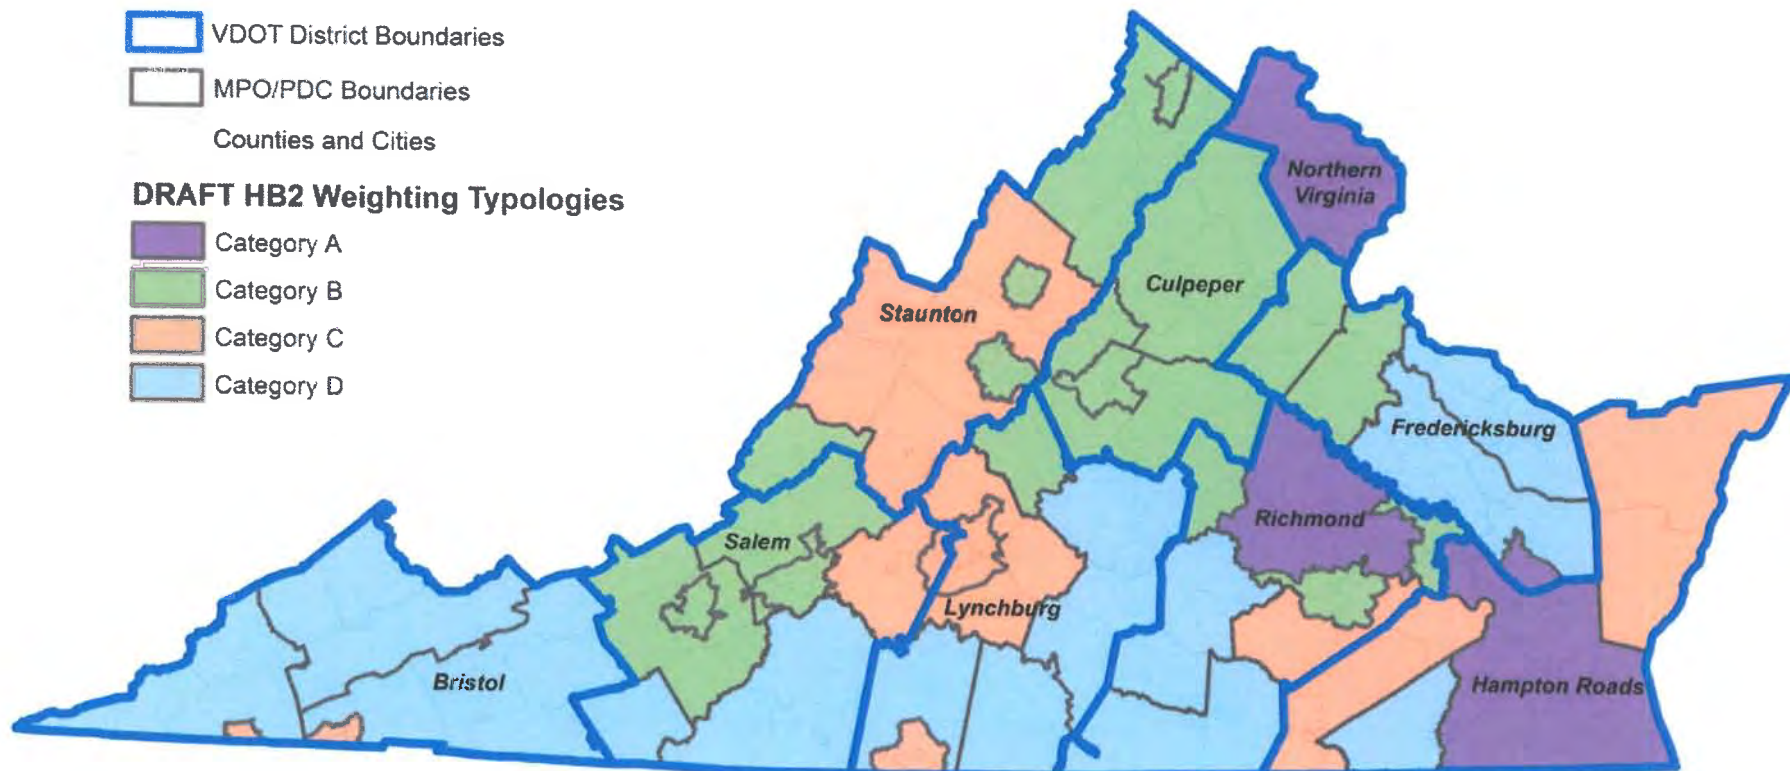 VDOT District Boundaries
MPO/PDC Boundaries
Counties and Cities
DRAFT HB2 Weighting Typologies
Category A
Category B
Category C
Category D
Northern
Virginia
Culpeper
Staunton
Fredericksburg
Richmond
Salem
Lynchburg
Bristol
Hampton Roads